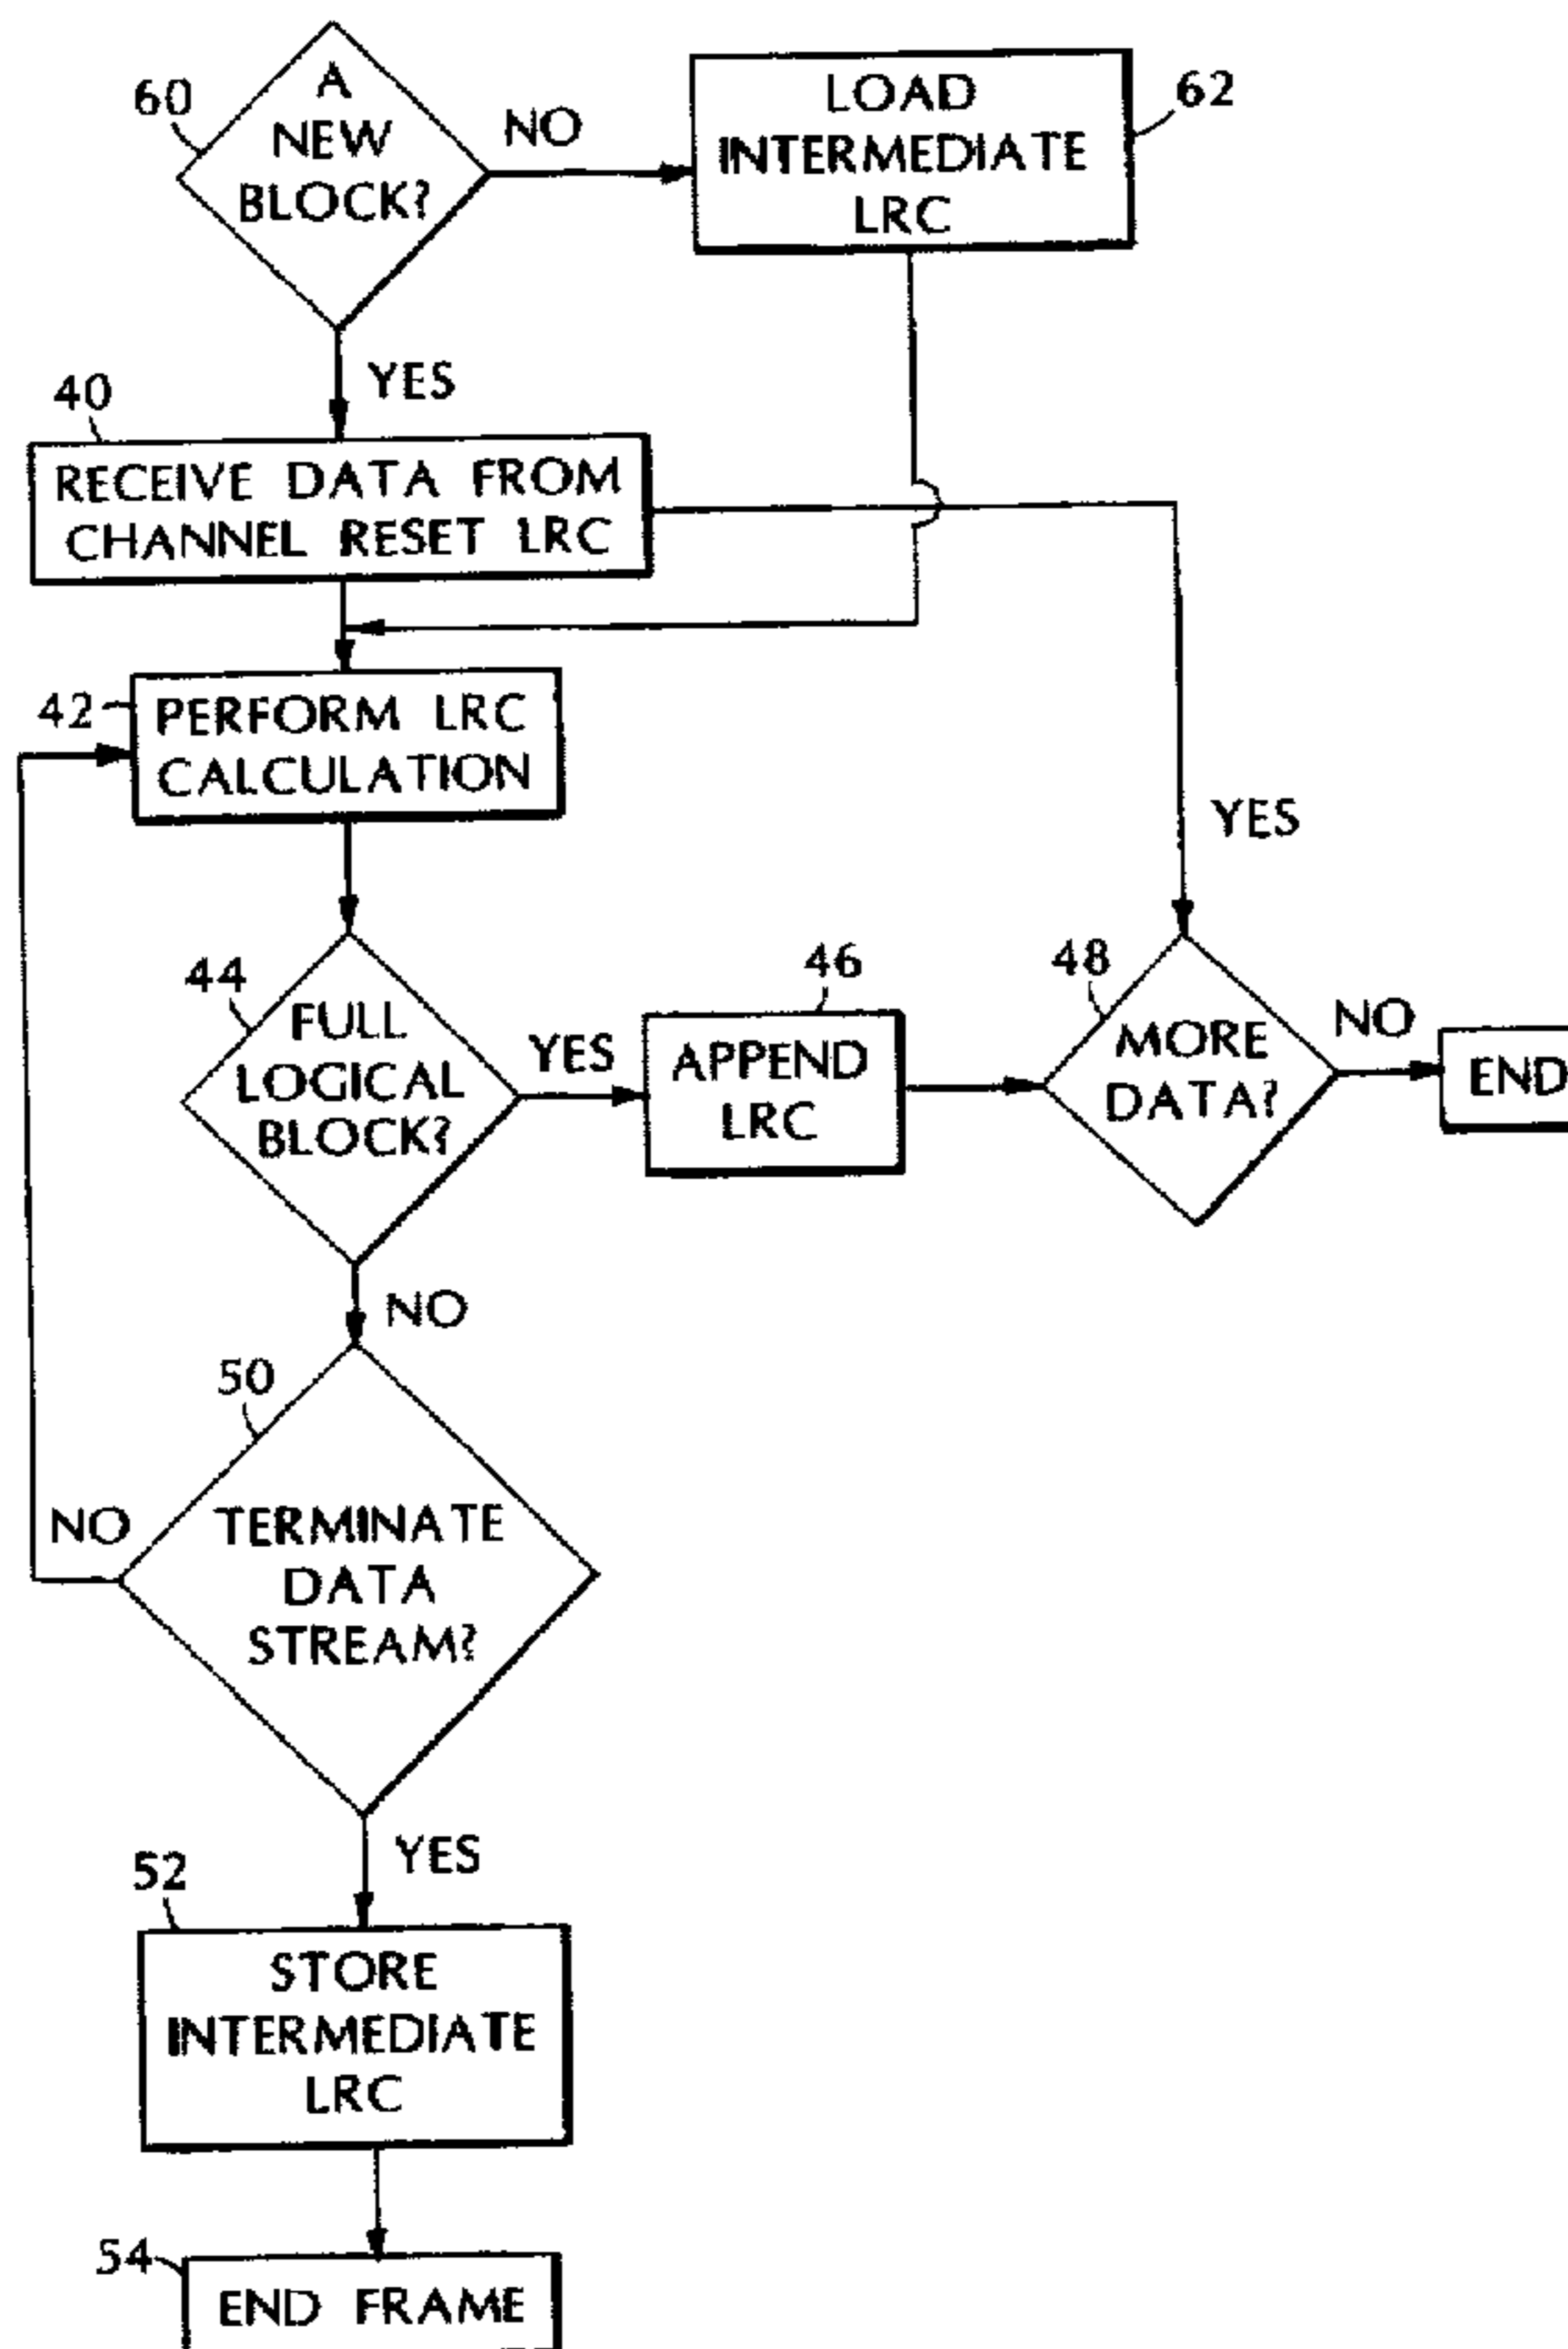 60
A
NEW
BLOCK?
NO
LOAD
INTERMEDIATE
LRC
62
YES
40
RECEIVE DATA FROM
CHANNEL RESET LRC
42
PERFORM LRC
CALCULATION
YES
44
FULL
LOGICAL
BLOCK?
YES
46
APPEND
LRC
48
MORE
DATA?
NO
END
NO
50
TERMINATE
DATA
STREAM?
NO
YES
52
STORE
INTERMEDIATE
LRC
54
END FRAME